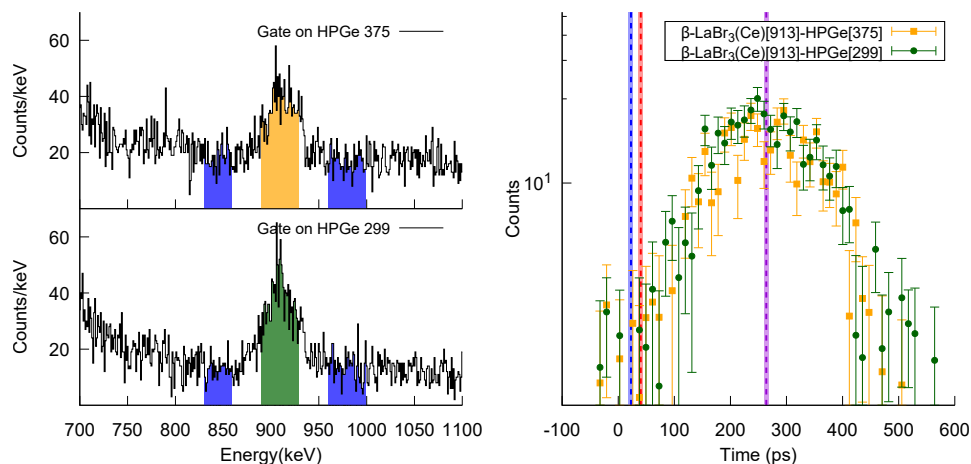 Gate on HPGe 375
Counts/keV
60
40
20
Gate on HPGe 299
Counts/keV
60
40
20
700 750 800 850 900 950 1000 1050 1100
Energy(keV)
β-LaBr₃(Ce)[913]-HPGe[375]
β-LaBr₃(Ce)[913]-HPGe[299]
Counts
10¹
-100 0 100 200 300 400 500 600
Time (ps)